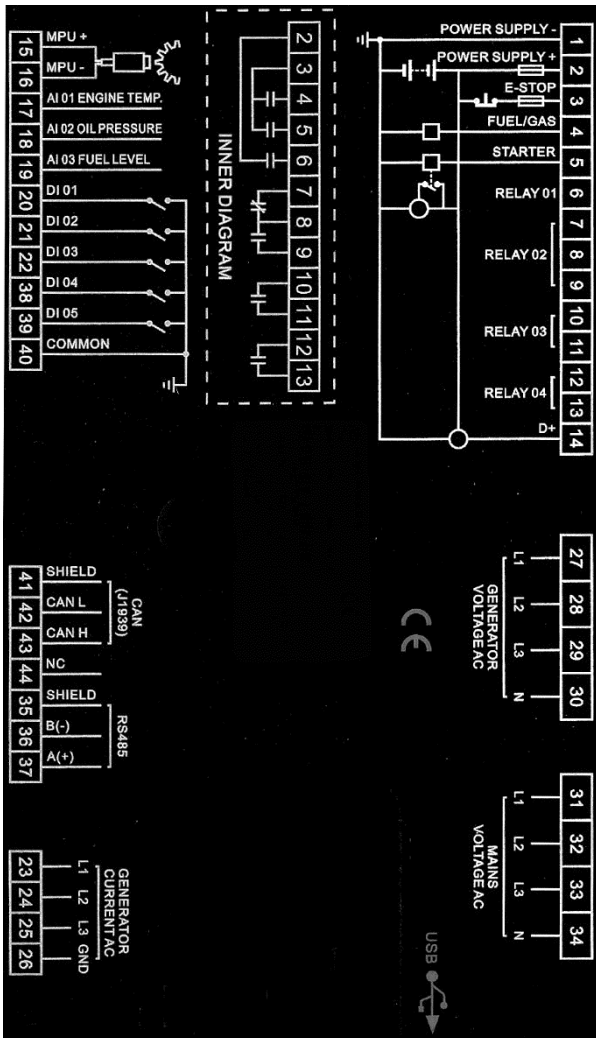 15 MPU +
16 MPU -
17 AI 01 ENGINE TEMP.
18 AI 02 OIL PRESSURE
19 AI 03 FUEL LEVEL
20 DI 01
21 DI 02
22 DI 03
38 DI 04
39 DI 05
40 COMMON
INNER DIAGRAM
2
3
4
5
6
7
8
9
10
11
12
13
POWER SUPPLY - 1
POWER SUPPLY + 2
E-STOP 3
FUEL/GAS 4
STARTER 5
RELAY 01 6
7
RELAY 02 8
9
RELAY 03
10
11
RELAY 04
12
13
D+ 14
41 SHIELD
42 CAN L
43 CAN H
CAN
(J1939)
44 NC
35 SHIELD
36 B(-)
37 A(+)
RS485
CE
GENERATOR
VOLTAGE AC
L1 27
L2 28
L3 29
N 30
MAINS
VOLTAGE AC
L1 31
L2 32
L3 33
N 34
23 L1
24 L2
25 L3
26 GND
GENERATOR
CURRENT AC
USB